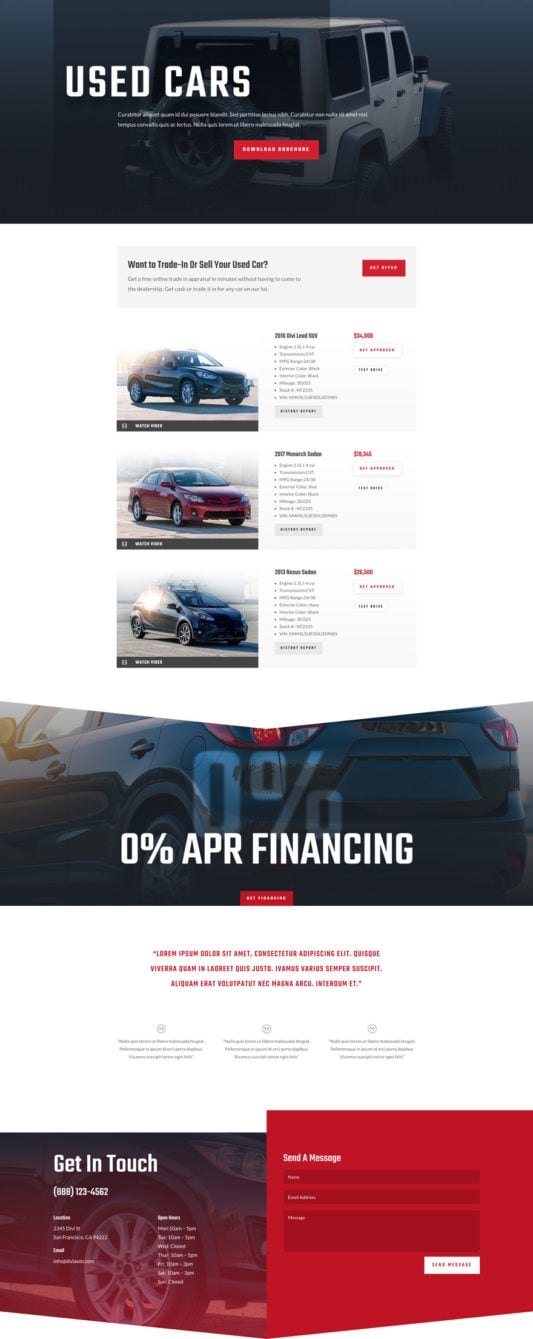 USED CARS
Curabitur aliquet quam id dui posuere blandit. Sed porttitor lectus nibh. Curabitur non nulla sit amet nisl
tempus convallis quis ac lectus. Nulla quis lorem ut libero malesuada feugiat.
DOWNLOAD BROCHURE
Want to Trade-In Or Sell Your Used Car?
Get a free online trade in appraisal in minutes without having to come to
the dealership. Get cash or trade it in for any car on our lot.
GET OFFER
2016 Divi Lead SUV
$34,000
Engine:1.5L I-4 cyl
Transmission:CVT
MPG Range:24/38
Exterior Color: Black
Interior Color: Black
Mileage: 30,023
Stock #: NT2335
GET APPROVED
TEST DRIVE
HISTORY REPORT
WATCH VIDEO
2017 Monarch Sedan
$19,345
Engine:1.5L I-4 cyl
Transmission:CVT
MPG Range:24/38
Exterior Color: Red
Interior Color: Black
Mileage: 30,023
Stock #: NT2335
GET APPROVED
TEST DRIVE
HISTORY REPORT
WATCH VIDEO
2013 Nexus Sedan
$26,500
Engine:1.5L I-4 cyl
Transmission:CVT
MPG Range:24/38
Exterior Color: Navy
Interior Color: Black
Mileage: 30,023
Stock #: NT2335
GET APPROVED
TEST DRIVE
HISTORY REPORT
WATCH VIDEO
0%
0% APR FINANCING
GET FINANCING
"LOREM IPSUM DOLOR SIT AMET, CONSECTETUR ADIPISCING ELIT. QUISQUE
VIVERRA QUAM IN LAOREET QUIS JUSTO. IVAMUS VARIUS SEMPER SUSCIPIT.
ALIQUAM ERAT VOLUTPATUT NEC MAGNA ARCU. INTERDUM ET."
"Nulla quis lorem ut libero malesuada feugiat.
Pellentesque in ipsum id orci porta dapibus.
Vivamus suscipit tortor eget felis"
"Nulla quis lorem ut libero malesuada feugiat.
Pellentesque in ipsum id orci porta dapibus.
Vivamus suscipit tortor eget felis"
"Nulla quis lorem ut libero malesuada feugiat.
Pellentesque in ipsum id orci porta dapibus.
Vivamus suscipit tortor eget felis"
Get In Touch
(888) 123-4562
Location
2345 Divi St
San Francisco, CA 94222
Email
info@diviauto.com
Open Hours
Mon: 10am – 5pm
Tue: 10am – 5pm
Wed: Closed
Thur: 10am – 5pm
Fri: 10am – 3pm
Sat: 10am – 3pm
Sun: Closed
Send A Message
Name
Email Address
Message
SEND MESSAGE